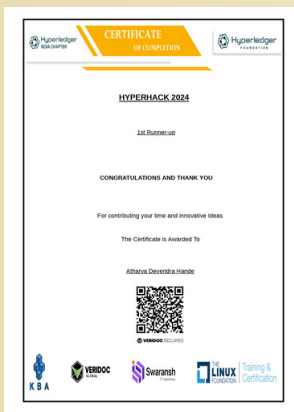 Hyperledger
INDIA CHAPTER
CERTIFICATE
OF COMPLETION
Hyperledger
FOUNDATION
HYPERHACK 2024
1st Runner-up
CONGRATULATIONS AND THANK YOU
For contributing your time and innovative Ideas
The Certificate is Awarded To
Atharva Devendra Hande
VERIDOC SECURED
KBA
VERIDOC
GLOBAL
Swaransh
THE
LINUX
FOUNDATION
Training &
Certification